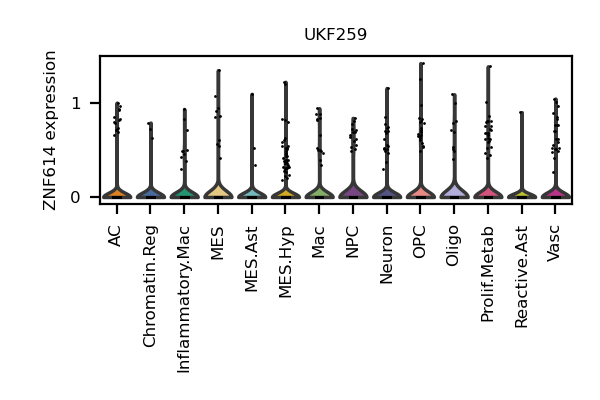 UKF259
ZNF614 expression
1
0
AC
Chromatin.Reg
Inflammatory.Mac
MES
MES.Ast
MES.Hyp
Mac
NPC
Neuron
OPC
Oligo
Prolif.Metab
Reactive.Ast
Vasc